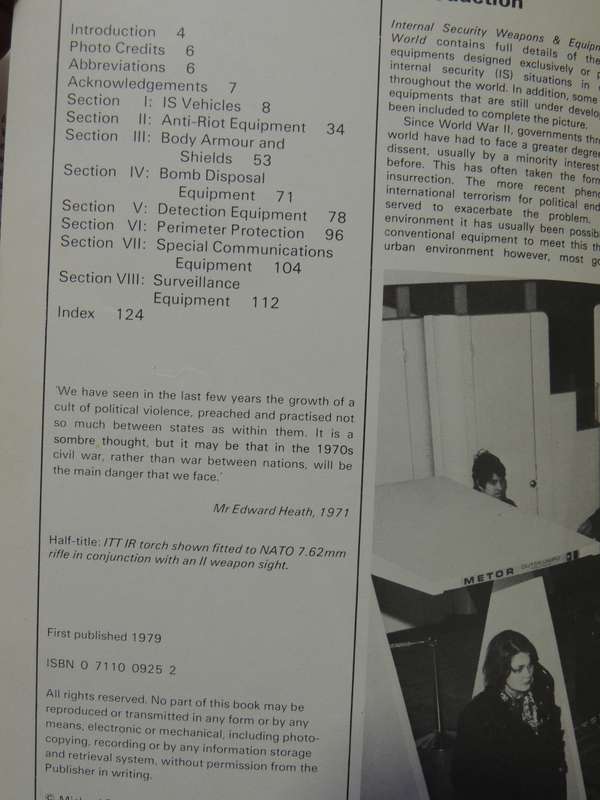 Introduction 4
Photo Credits 6
Abbreviations 6
Acknowledgements 7
Section I: IS Vehicles 8
Section II: Anti-Riot Equipment 34
Section III: Body Armour and
Shields 53
Section IV: Bomb Disposal
Equipment 71
Section V: Detection Equipment 78
Section VI: Perimeter Protection 96
Section VII: Special Communications
Equipment 104
Section VIII: Surveillance
Equipment 112
Index 124
'We have seen in the last few years the growth of a
cult of political violence, preached and practised not
so much between states as within them. It is a
sombre thought, but it may be that in the 1970s
civil war, rather than war between nations, will be
the main danger that we face.'
Mr Edward Heath, 1971
Half-title: ITT IR torch shown fitted to NATO 7.62mm
rifle in conjunction with an II weapon sight.
First published 1979
ISBN 0 7110 0925 2
All rights reserved. No part of this book may be
reproduced or transmitted in any form or by any
means, electronic or mechanical, including photo-
copying, recording or by any information storage
and retrieval system, without permission from the
Publisher in writing.
©
Internal Security Weapons &
World contains full details of
equipments designed exclusively or
internal security (IS) situations in
throughout the world. In addition, some
equipments that are still under
been included to complete the picture.
Since World War II, governments
world have had to face a greater
dissent, usually by a minority
before. This has often taken the
insurrection. The more recent
international terrorism for political
served to exacerbate the problem.
environment it has usually been
conventional equipment to meet this
urban environment however, most
METOR